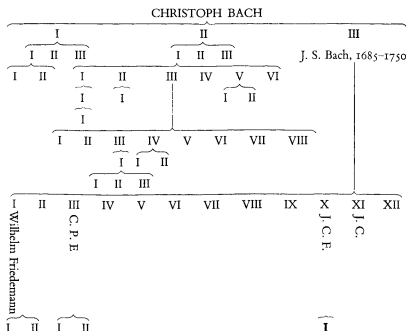 CHRISTOPH BACH
I II III
I II III I II III J. S. Bach, 1685–1750
I II I II III IV V VI
I I I II
I
I II III IV V VI VII VIII
I I II
I II III
I II III IV V VI VII VIII IX X XI XII
Wilhelm Friedemann C. P. E. J. C. F. J. C.
I II I II I